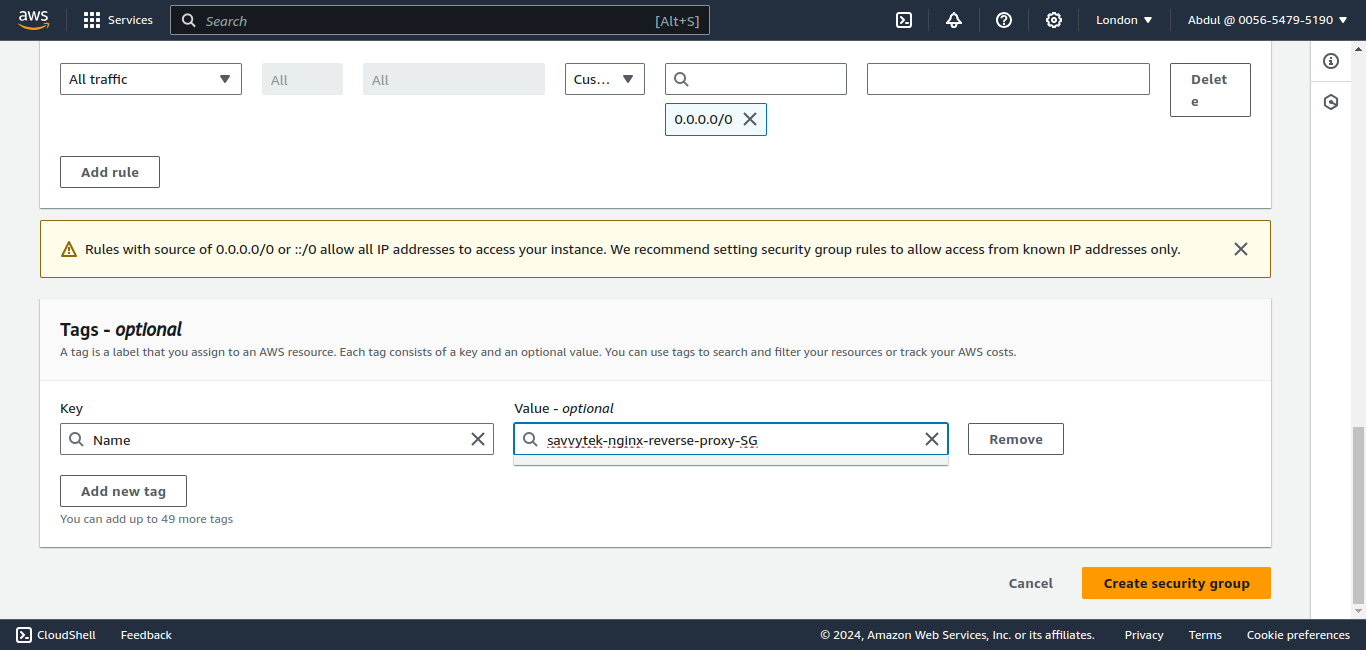 aws Services Search [Alt+S] London Abdul @ 0056-5479-5190
All traffic All All Cus... Delet
e
0.0.0.0/0
Add rule
Rules with source of 0.0.0.0/0 or ::/0 allow all IP addresses to access your instance. We recommend setting security group rules to allow access from known IP addresses only.
Tags - optional
A tag is a label that you assign to an AWS resource. Each tag consists of a key and an optional value. You can use tags to search and filter your resources or track your AWS costs.
Key Value - optional
Name savvytek-nginx-reverse-proxy-SG Remove
Add new tag
You can add up to 49 more tags
Cancel Create security group
CloudShell Feedback © 2024, Amazon Web Services, Inc. or its affiliates. Privacy Terms Cookie preferences